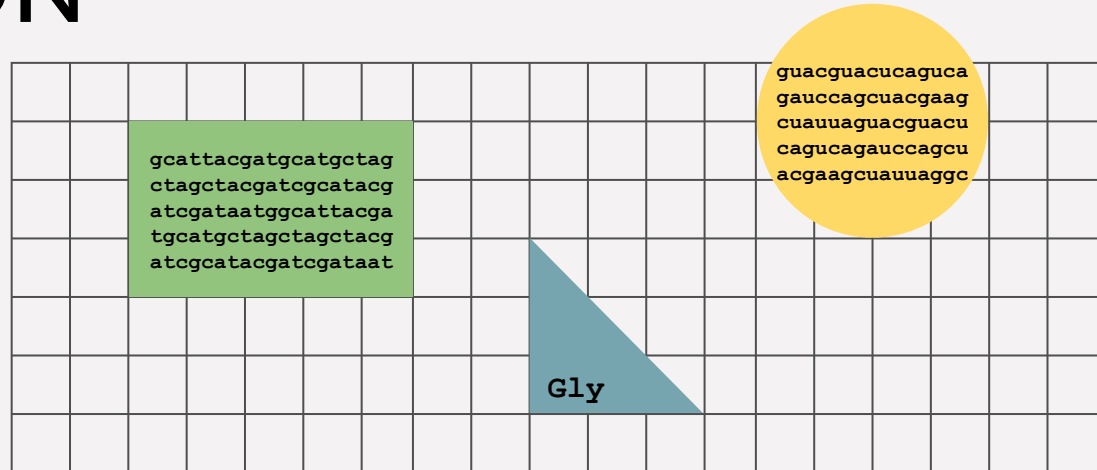 gcattacgatgcatgctag
ctagctacgatcgcatacg
atcgataatggcattacga
tgcatgctagctagctacg
atcgcatacgatcgataat
Gly
guacguacucaguca
gauccagcuacgaag
cuauuaguacguacu
cagucagauccagcu
acgaagcuauuaggc